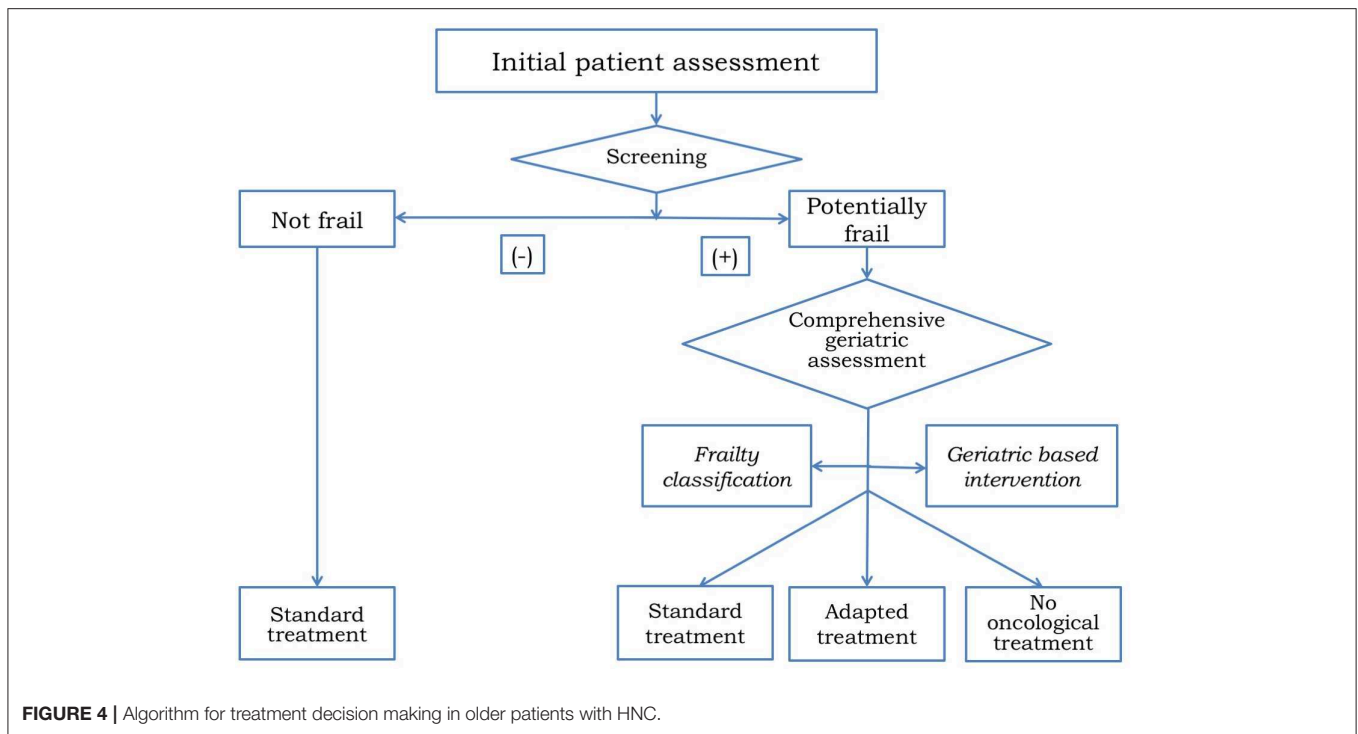 Initial patient assessment
Screening
Not frail
Potentially
frail
(-)
(+)
Comprehensive
geriatric
assessment
Frailty
classification
Geriatric based
intervention
Standard
treatment
Standard
treatment
Adapted
treatment
No
oncological
treatment
FIGURE 4 | Algorithm for treatment decision making in older patients with HNC.